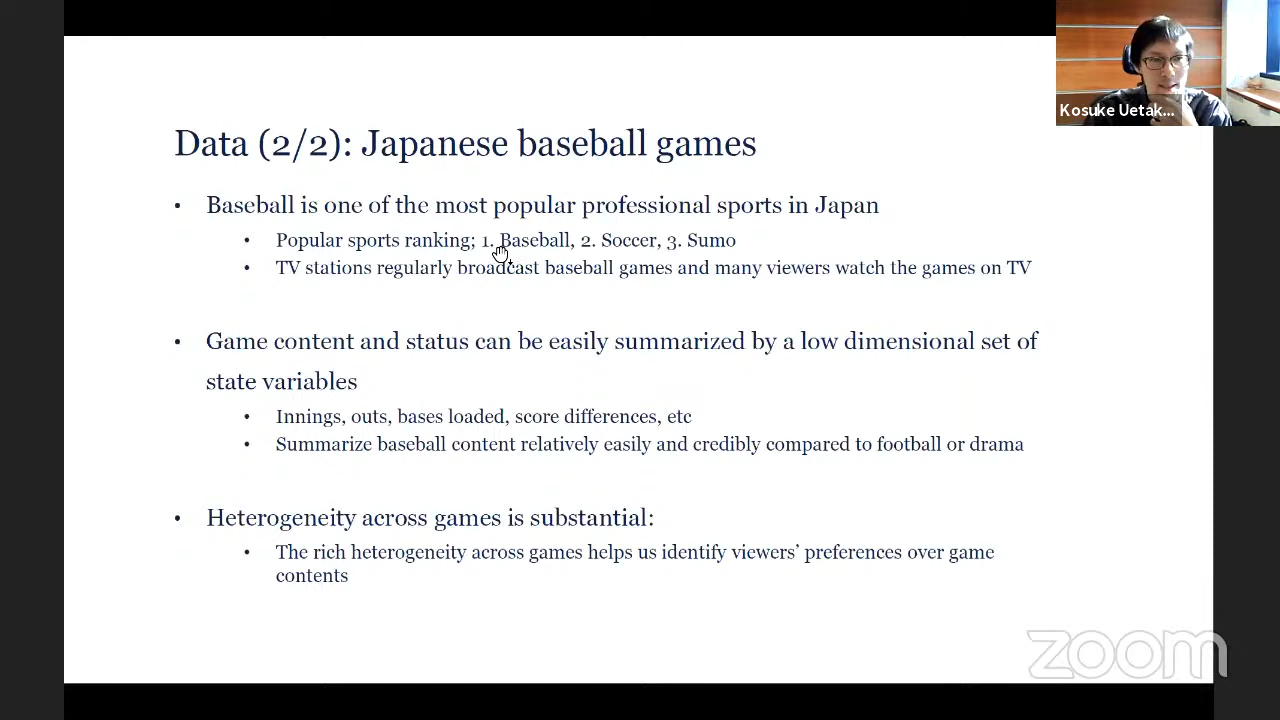 Kosuke Uetak...
Data (2/2): Japanese baseball games
• Baseball is one of the most popular professional sports in Japan
• Popular sports ranking; 1. Baseball, 2. Soccer, 3. Sumo
• TV stations regularly broadcast baseball games and many viewers watch the games on TV
• Game content and status can be easily summarized by a low dimensional set of
state variables
• Innings, outs, bases loaded, score differences, etc
• Summarize baseball content relatively easily and credibly compared to football or drama
• Heterogeneity across games is substantial:
• The rich heterogeneity across games helps us identify viewers’ preferences over game
contents
zoom